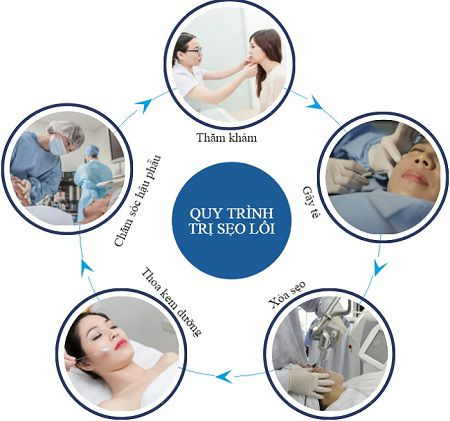 Thăm khám
Gây tê
-Xóa sẹo
Thoa kem dưỡng
Chăm sóc hậu phẫu
QUY TRÌNH
TRỊ SẸO LỒI